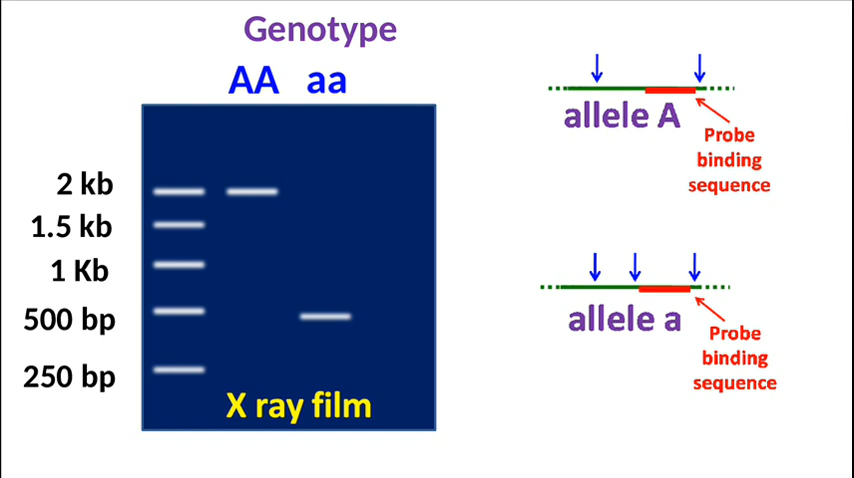 Genotype
AA aa
2 kb
1.5 kb
1 Kb
500 bp
250 bp
X ray film
allele A
Probe
binding
sequence
allele a
Probe
binding
sequence